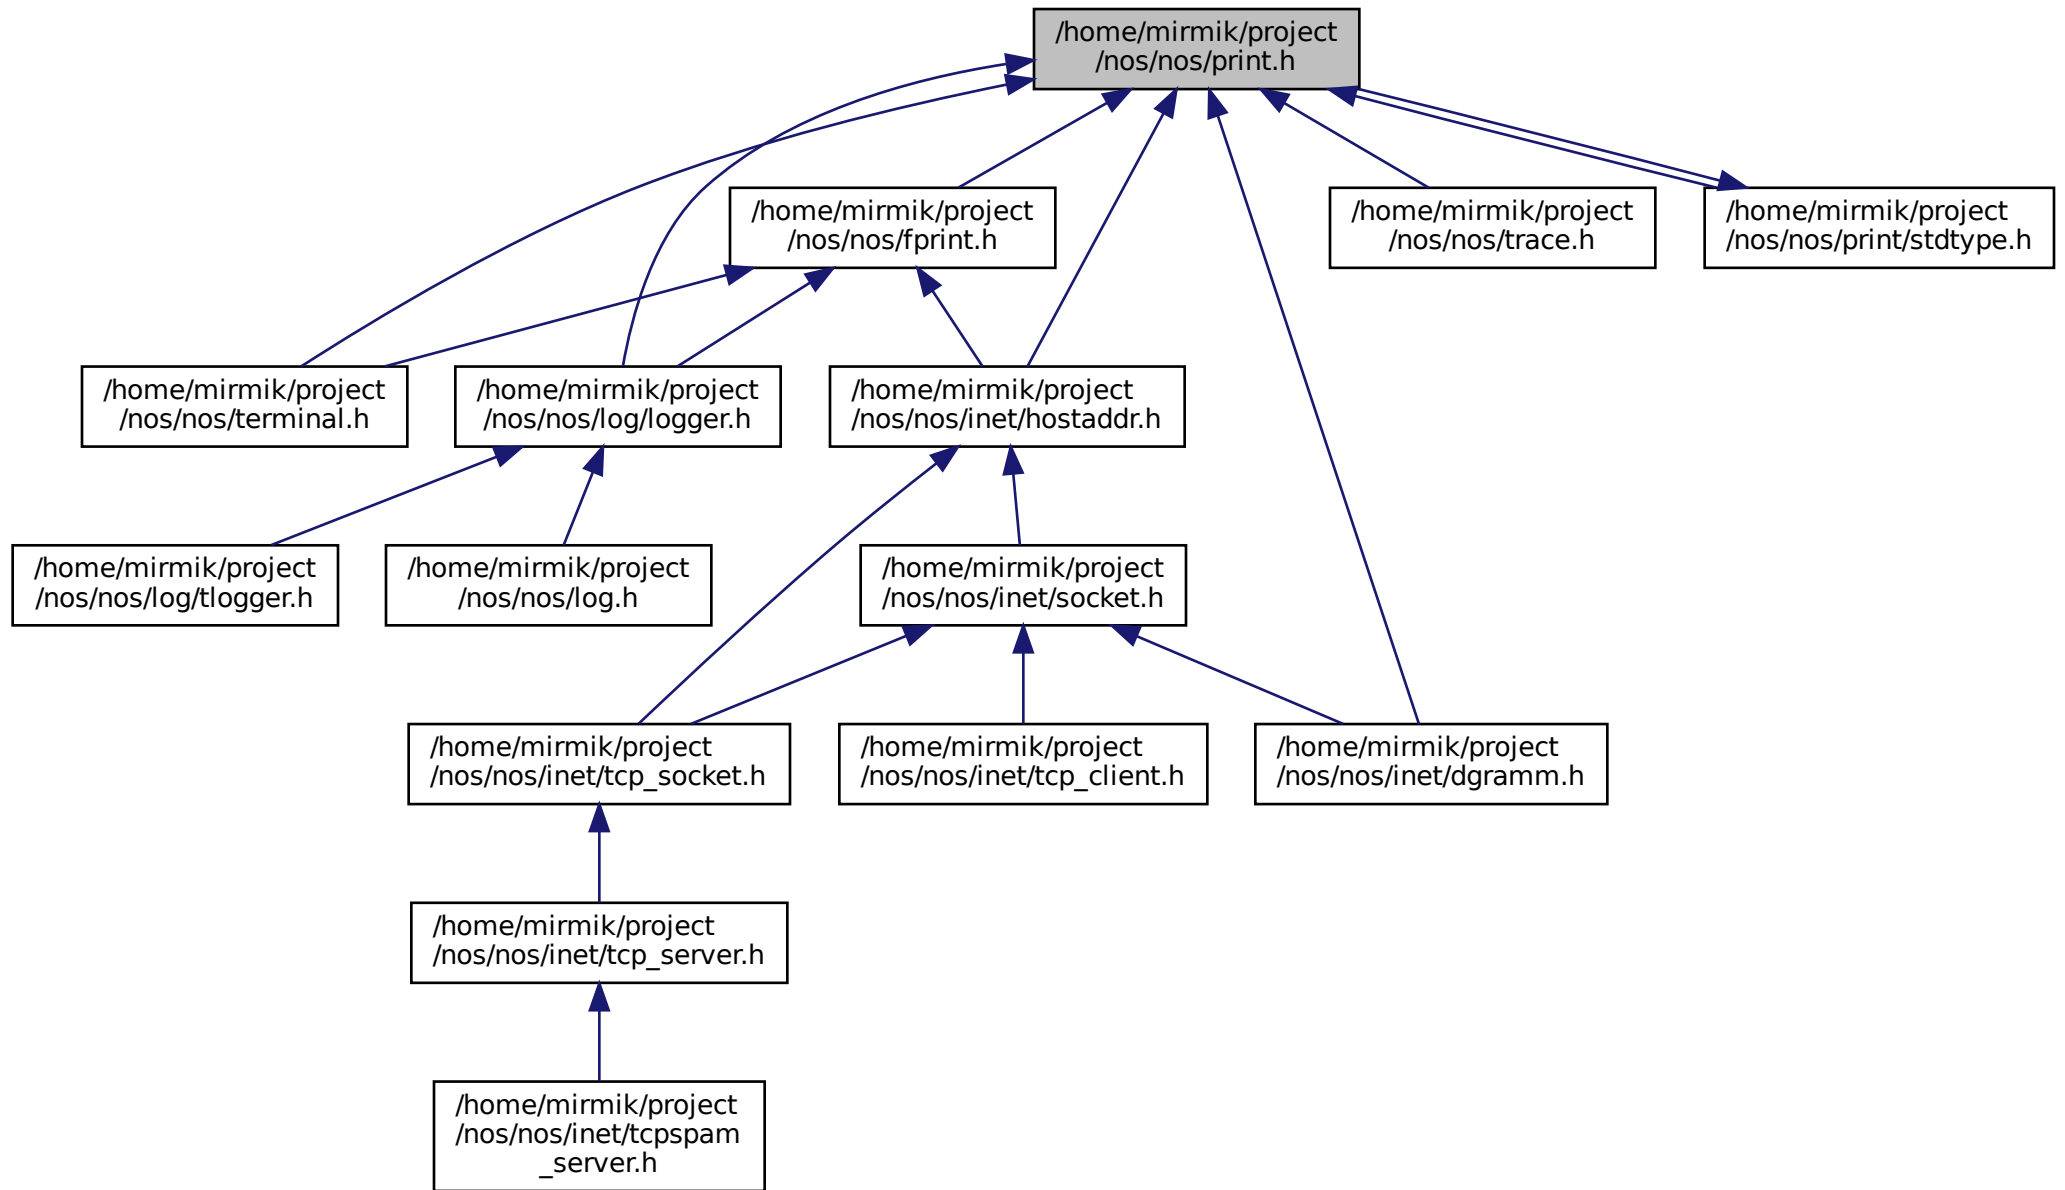 /home/mirmik/project
/nos/nos/print.h
/home/mirmik/project
/nos/nos/fprint.h
/home/mirmik/project
/nos/nos/trace.h
/home/mirmik/project
/nos/nos/print/stdtype.h
/home/mirmik/project
/nos/nos/terminal.h
/home/mirmik/project
/nos/nos/log/logger.h
/home/mirmik/project
/nos/nos/inet/hostaddr.h
/home/mirmik/project
/nos/nos/log/tlogger.h
/home/mirmik/project
/nos/nos/log.h
/home/mirmik/project
/nos/nos/inet/socket.h
/home/mirmik/project
/nos/nos/inet/tcp_socket.h
/home/mirmik/project
/nos/nos/inet/tcp_client.h
/home/mirmik/project
/nos/nos/inet/dgramm.h
/home/mirmik/project
/nos/nos/inet/tcp_server.h
/home/mirmik/project
/nos/nos/inet/tcpspam
_server.h